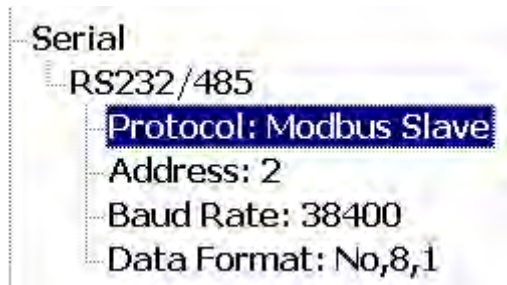 Serial
RS232/485
Protocol: Modbus Slave
Address: 2
Baud Rate: 38400
Data Format: No,8,1